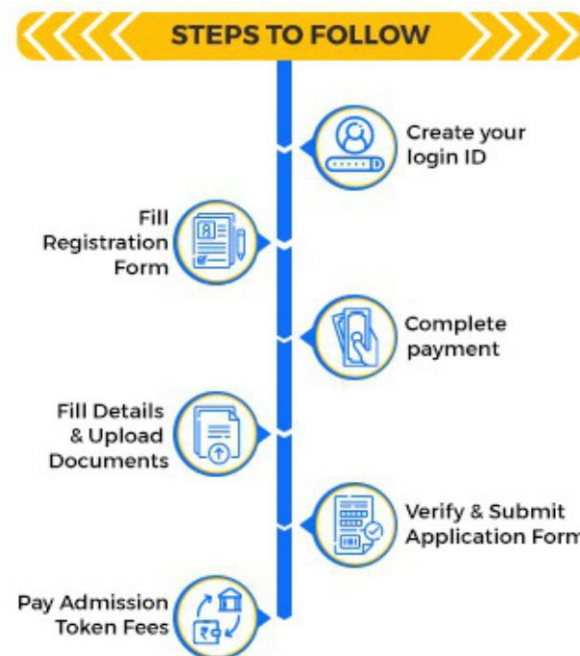 STEPS TO FOLLOW
Create your
login ID
Fill
Registration
Form
Complete
payment
Fill Details
& Upload
Documents
Verify & Submit
Application Form
Pay Admission
Token Fees